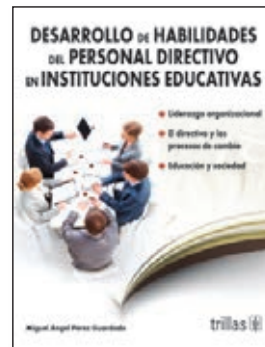 DESARROLLO DE HABILIDADES
DEL PERSONAL DIRECTIVO
EN INSTITUCIONES EDUCATIVAS
Liderazgo organizacional
El directivo y los
procesos de cambio
Educación y sociedad
Miguel Ángel Pérez Guardado
trillas